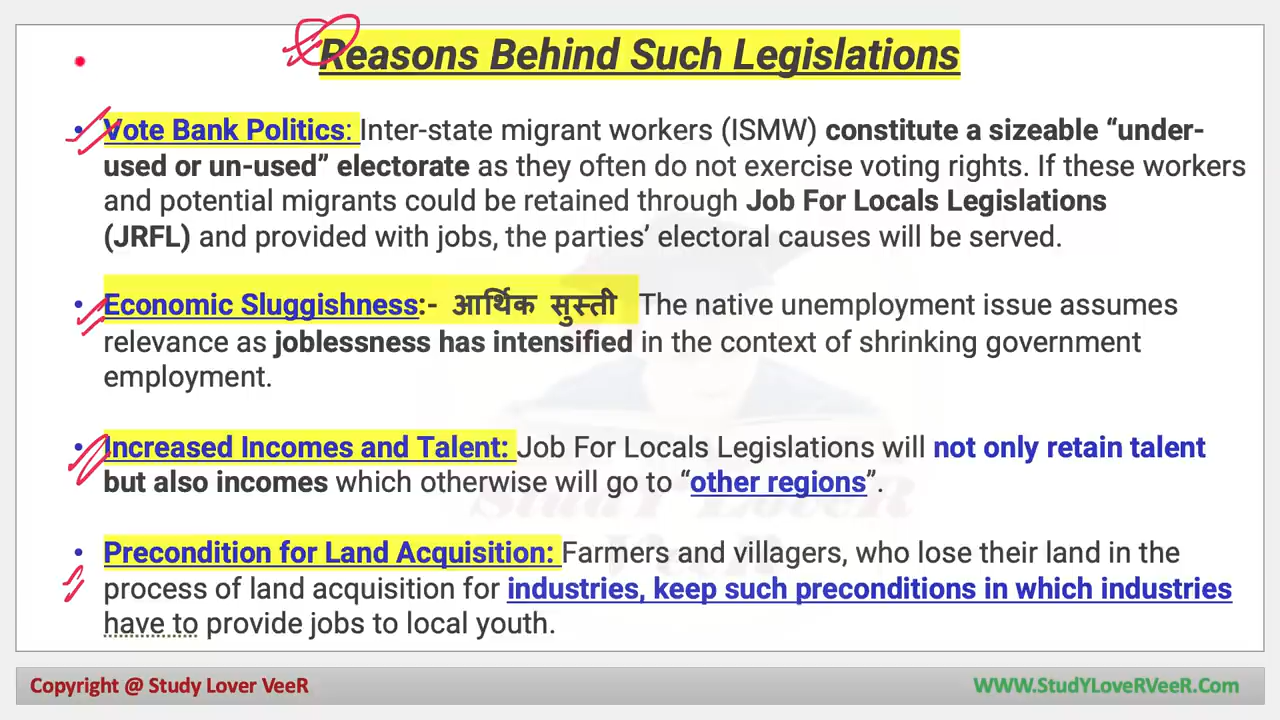 Reasons Behind Such Legislations
• Vote Bank Politics: Inter-state migrant workers (ISMW) constitute a sizeable “under-
used or un-used” electorate as they often do not exercise voting rights. If these workers
and potential migrants could be retained through Job For Locals Legislations
(JRFL) and provided with jobs, the parties’ electoral causes will be served.
• Economic Sluggishness:- आर्थिक सुस्ती The native unemployment issue assumes
relevance as joblessness has intensified in the context of shrinking government
employment.
• Increased Incomes and Talent: Job For Locals Legislations will not only retain talent
but also incomes which otherwise will go to “other regions”.
Study LoveR
VeeR
• Precondition for Land Acquisition: Farmers and villagers, who lose their land in the
process of land acquisition for industries, keep such preconditions in which industries
have to provide jobs to local youth.
Copyright @ Study Lover VeeR
WWW.StudYLoveRVeeR.Com